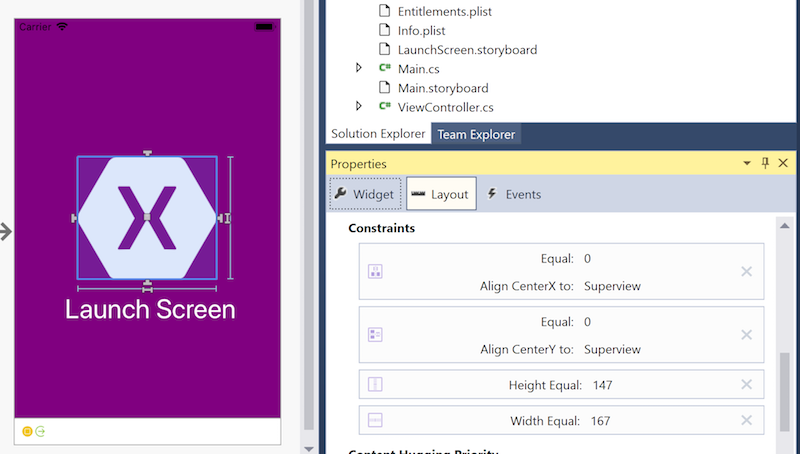 Carrier
Launch Screen
Entitlements.plist
Info.plist
LaunchScreen.storyboard
C# Main.cs
Main.storyboard
C# ViewController.cs
Solution Explorer Team Explorer
Properties
Widget Layout Events
Constraints
Equal: 0
Align CenterX to: Superview
Equal: 0
Align CenterY to: Superview
Height Equal: 147
Width Equal: 167
Content Hugging Priority